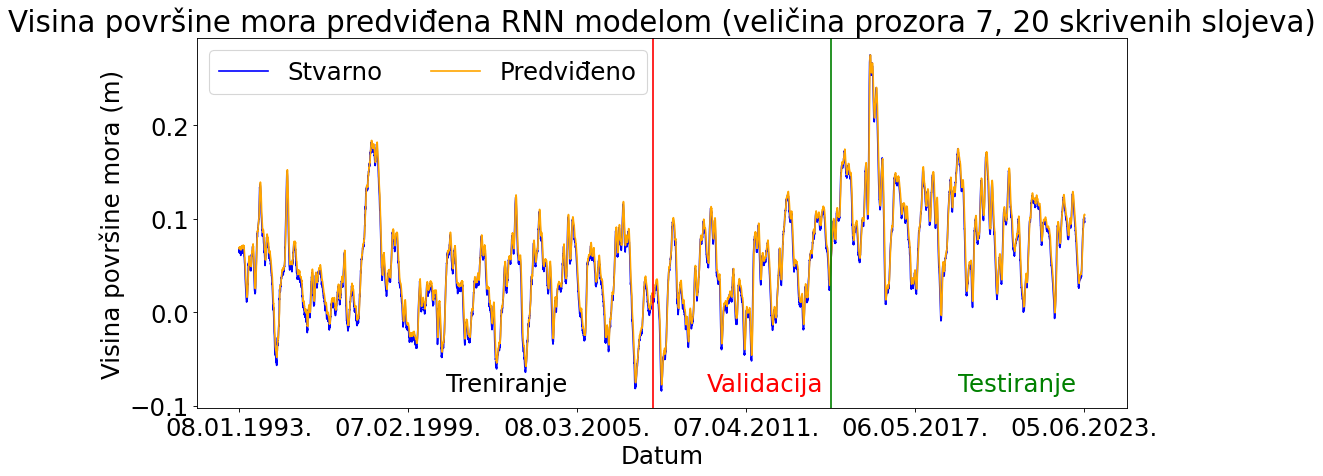 Visina površine mora predviđena RNN modelom (veličina prozora 7, 20 skrivenih slojeva)
Stvarno Predviđeno
Visina površine mora (m)
0.2
0.1
0.0
−0.1
Treniranje Validacija Testiranje
08.01.1993. 07.02.1999. 08.03.2005. 07.04.2011. 06.05.2017. 05.06.2023.
Datum